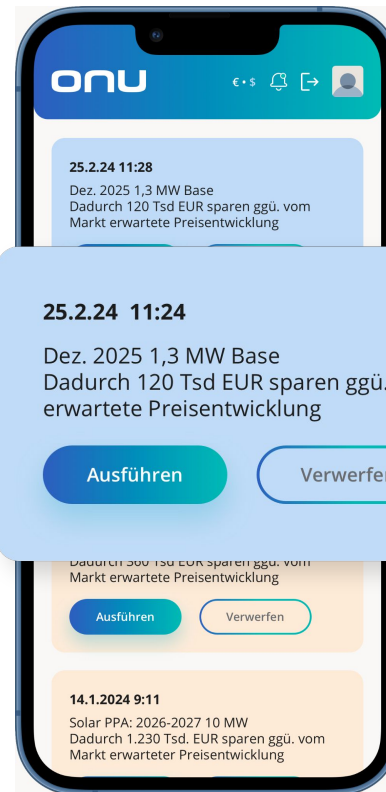 onu
€ • $
25.2.24 11:28
Dez. 2025 1,3 MW Base
Dadurch 120 Tsd EUR sparen ggü. vom
Markt erwartete Preisentwicklung
25.2.24 11:24
Dez. 2025 1,3 MW Base
Dadurch 120 Tsd EUR sparen ggü.
erwartete Preisentwicklung
Ausführen Verwerfen
Dadurch 360 Tsd EUR sparen ggü. vom
Markt erwartete Preisentwicklung
Ausführen Verwerfen
14.1.2024 9:11
Solar PPA: 2026-2027 10 MW
Dadurch 1.230 Tsd. EUR sparen ggü. vom
Markt erwarteter Preisentwicklung